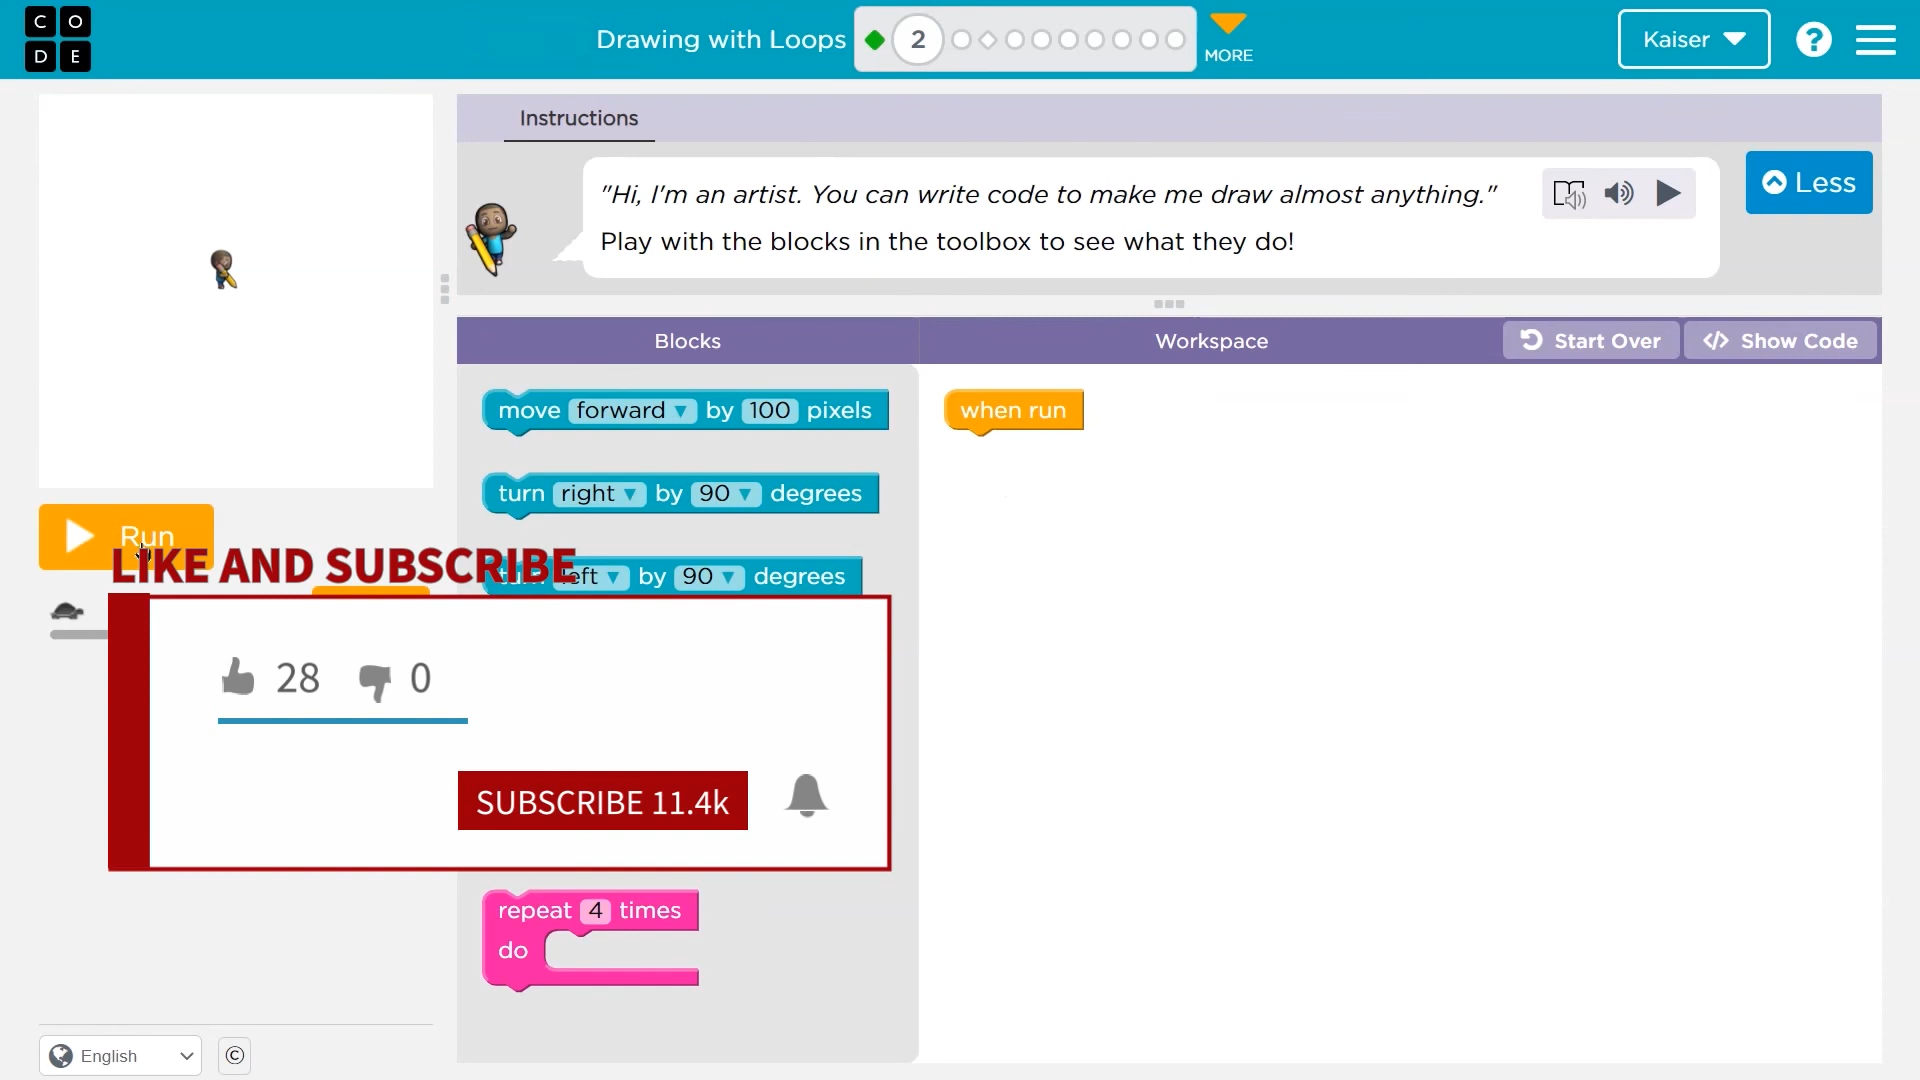 C O
D E
Drawing with Loops
2
MORE
Kaiser
?
Instructions
"Hi, I'm an artist. You can write code to make me draw almost anything."
Play with the blocks in the toolbox to see what they do!
Less
Blocks
Workspace
Start Over
Show Code
move forward by 100 pixels
when run
turn right by 90 degrees
Run
LIKE AND SUBSCRIBE
turn left by 90 degrees
28
0
SUBSCRIBE 11.4k
repeat 4 times
do
English
©